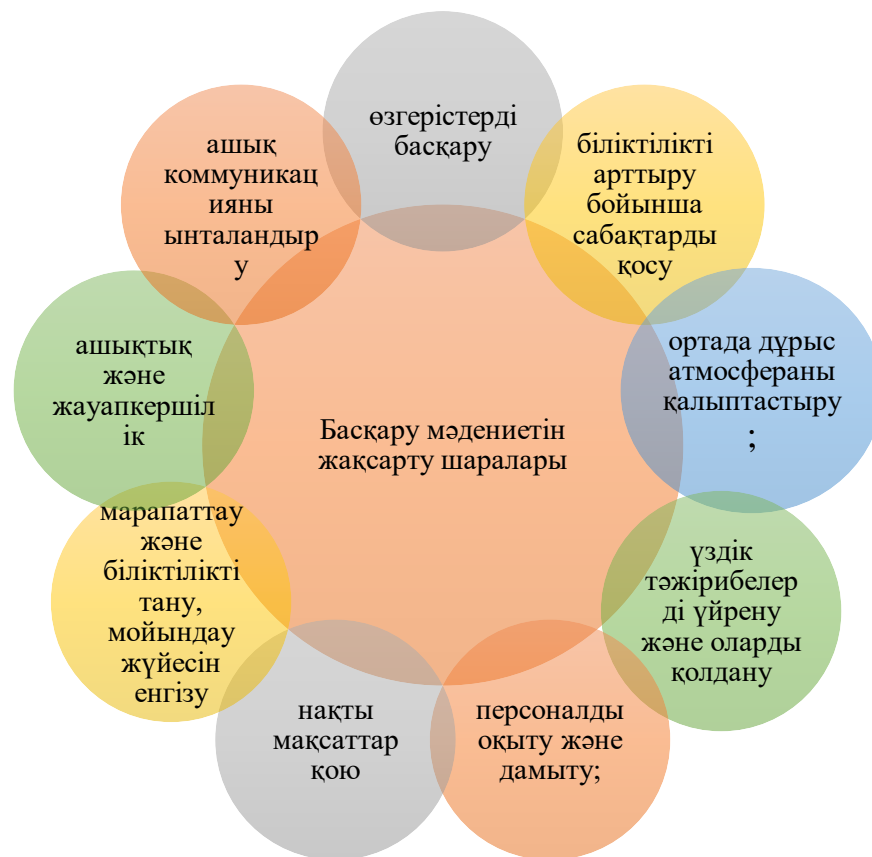 өзгерістерді
басқару
біліктілікті
арттыру
бойынша
сабақтарды
қосу
ортада дұрыс
атмосфераны
қалыптастыру
;
үздік
тәжірибелер
ді үйрену
және оларды
қолдану
персоналды
оқыту және
дамыту;
нақты
мақсаттар
қою
марапаттау
және
біліктілікті
тану,
мойындау
жүйесін
енгізу
ашықтық
және
жауапкершіл
ік
ашық
коммуникац
ияны
ынталандыр
у
Басқару мәдениетін
жақсарту шаралары